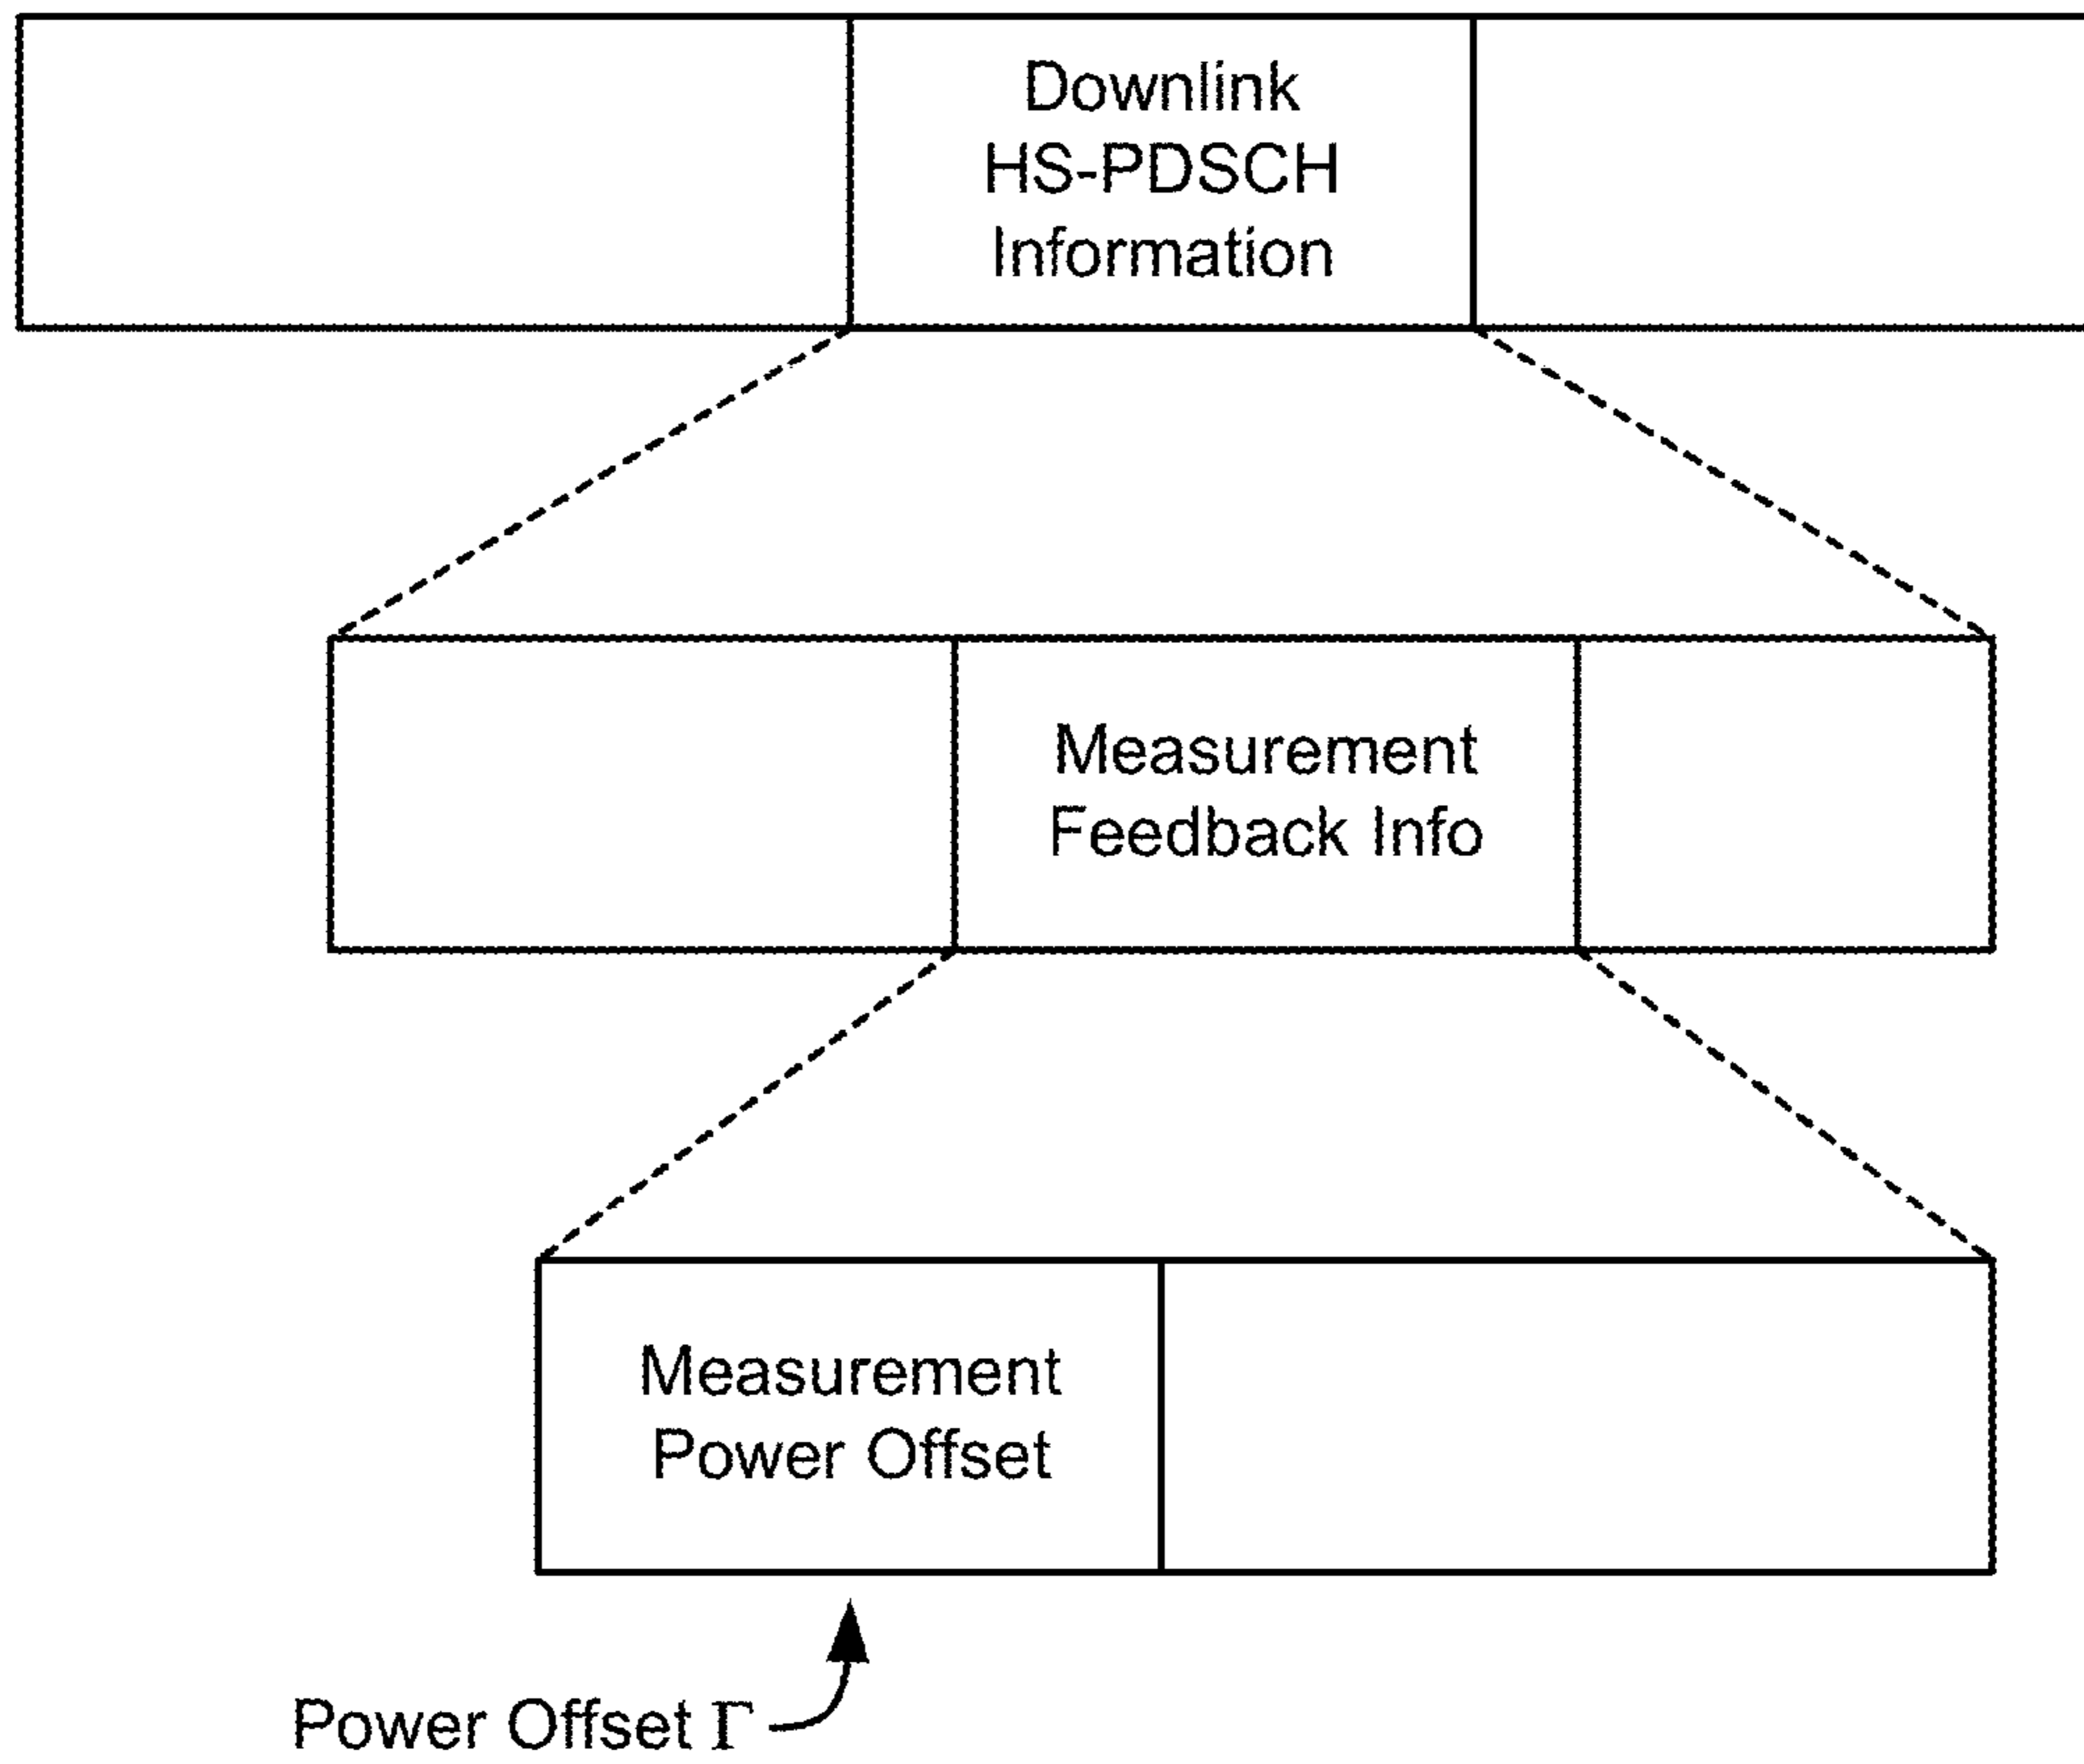 Downlink
HS-PDSCH
Information
Measurement
Feedback Info
Measurement
Power Offset
Power Offset Γ